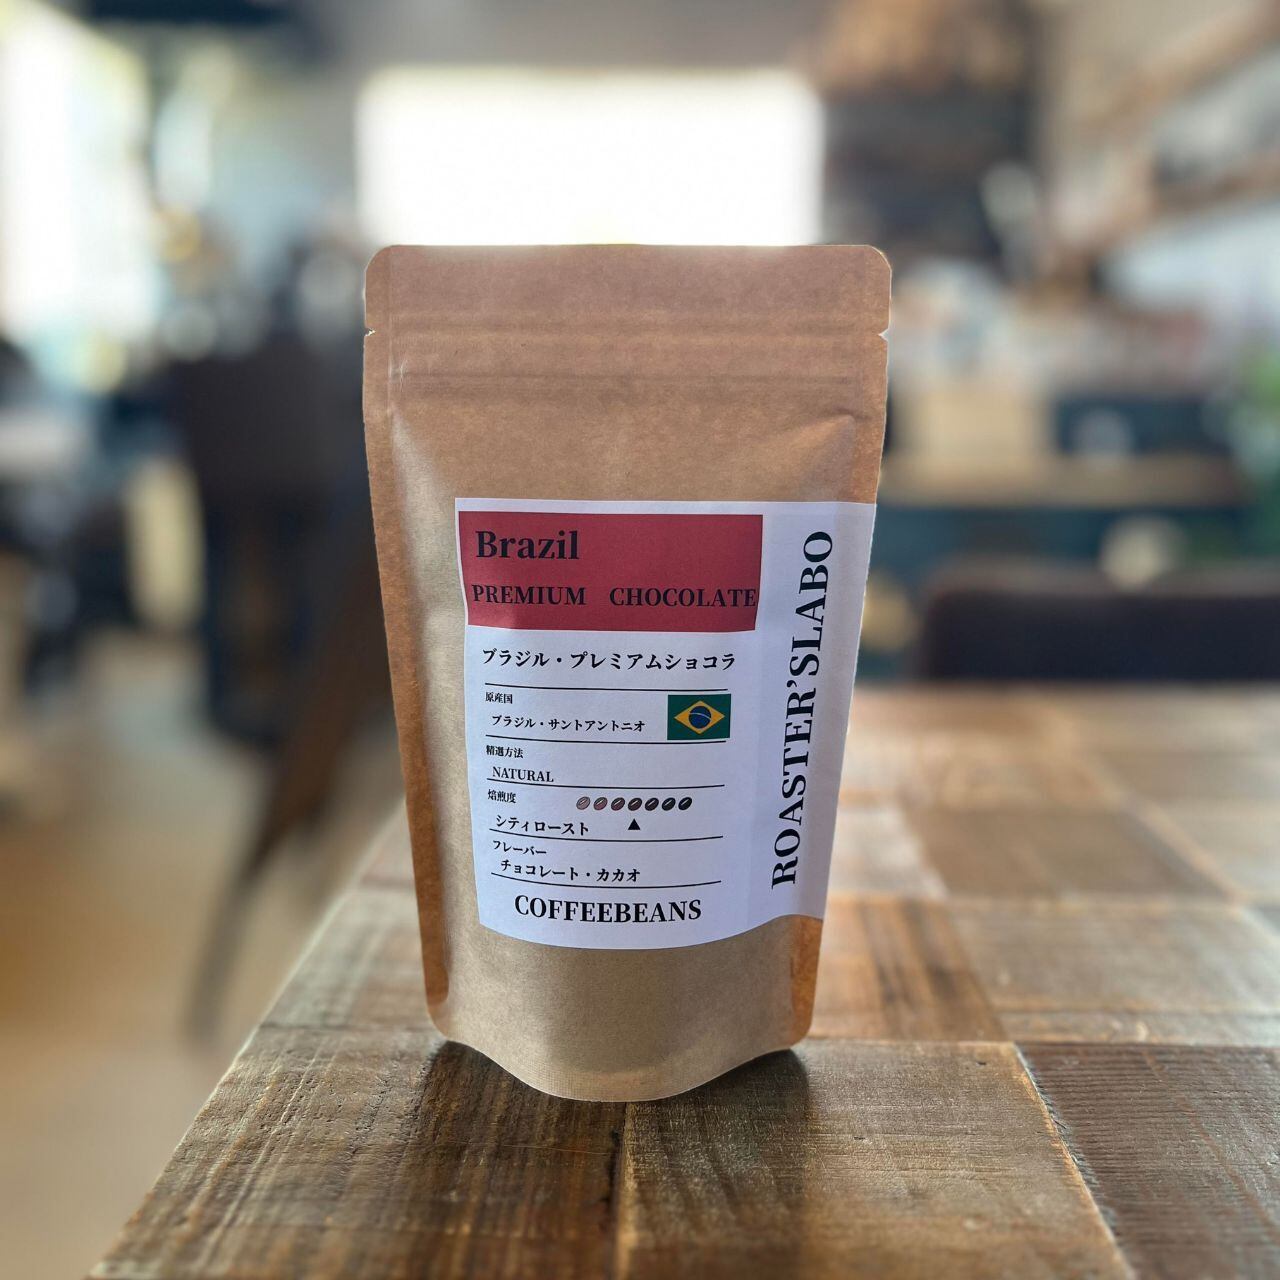 Brazil
PREMIUM CHOCOLATE
ブラジル・プレミアムショコラ
原産国
ブラジル・サントアントニオ
精選方法
NATURAL
焙煎度
シティロースト
フレーバー
チョコレート・カカオ
COFFEEBEANS
ROASTER'SLABO